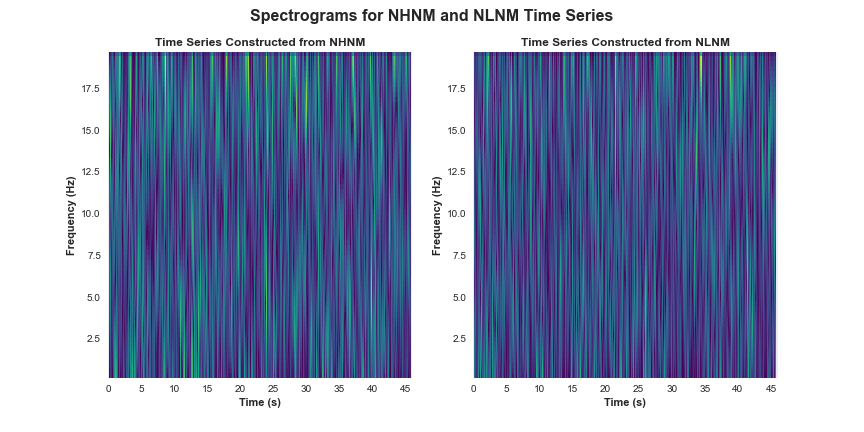 Spectrograms for NHNM and NLNM Time Series
Time Series Constructed from NHNM
Frequency (Hz)
17.5
15.0
12.5
10.0
7.5
5.0
2.5
0 5 10 15 20 25 30 35 40 45
Time (s)
Time Series Constructed from NLNM
Frequency (Hz)
17.5
15.0
12.5
10.0
7.5
5.0
2.5
0 5 10 15 20 25 30 35 40 45
Time (s)